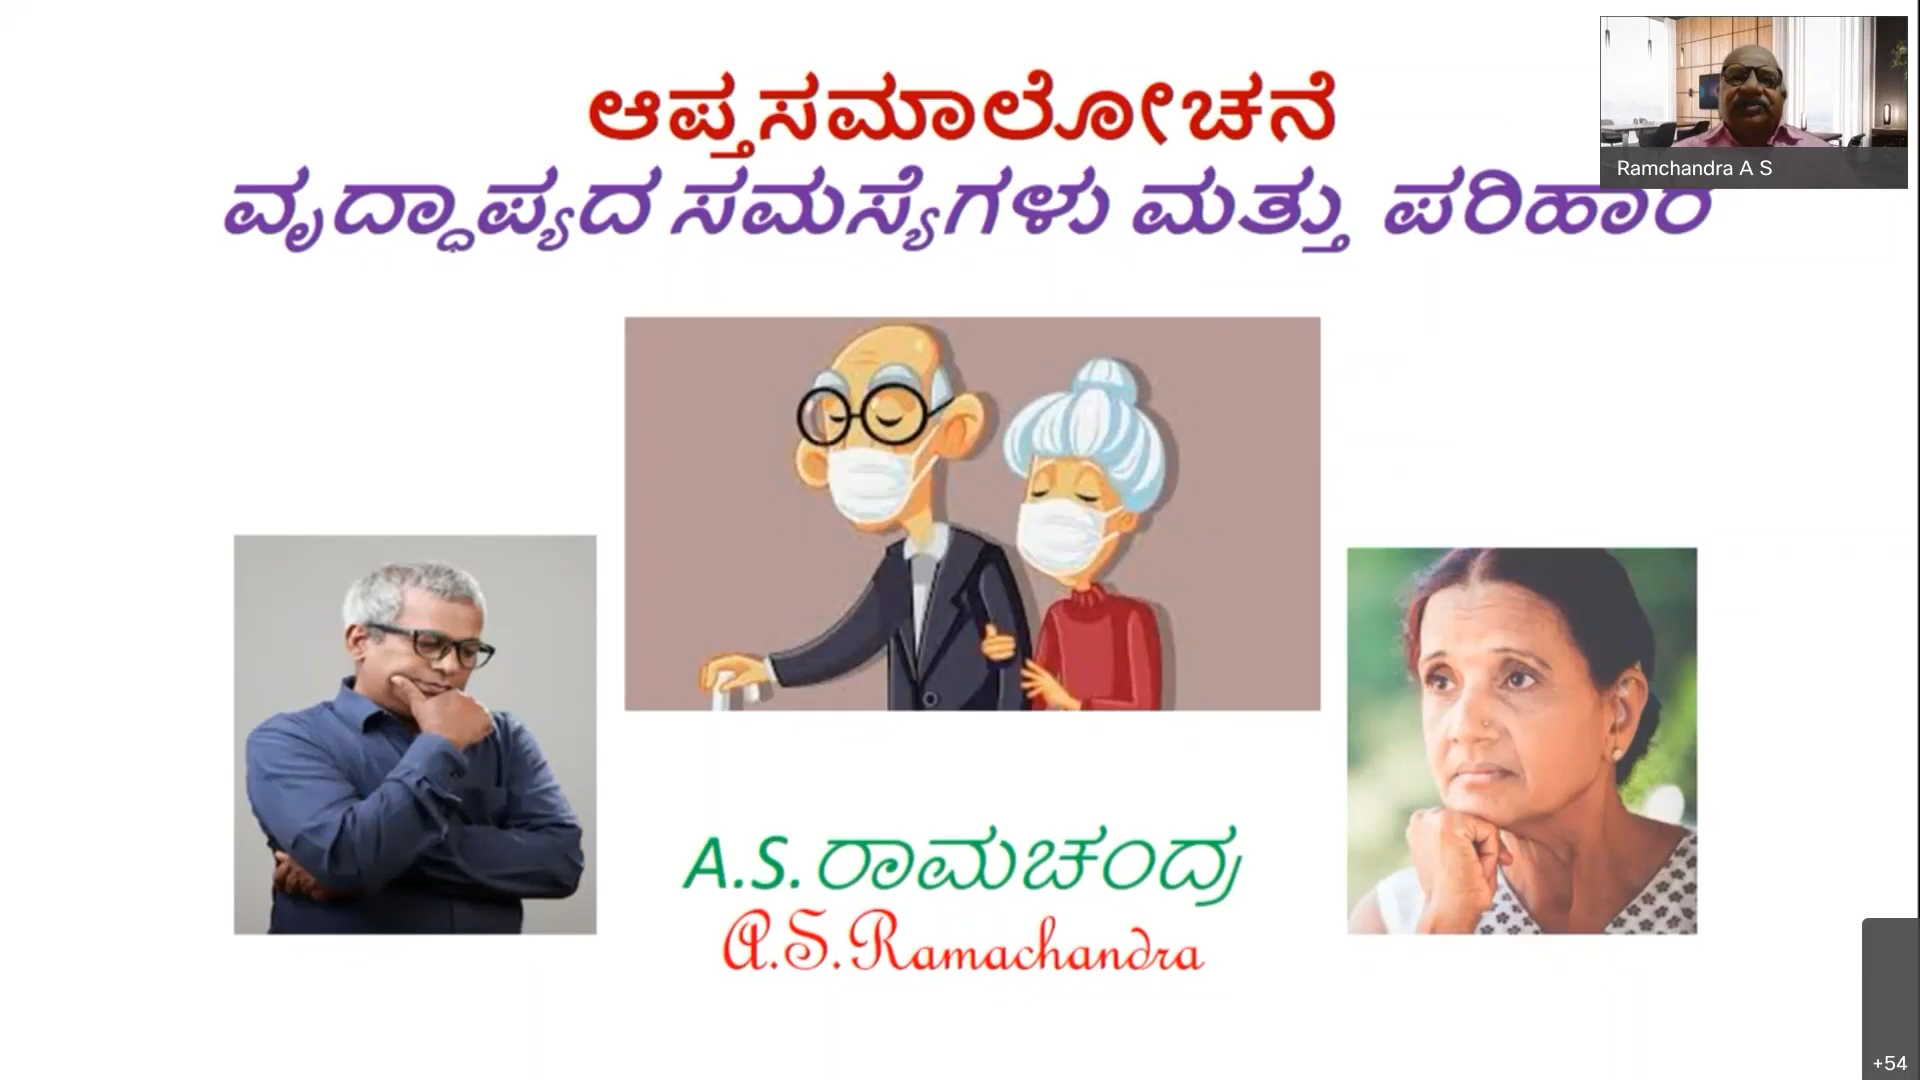 ಆಪ್ತಸಮಾಲೋಚನೆ
ವೃದ್ಧಾಪ್ಯದ ಸಮಸ್ಯೆಗಳು ಮತ್ತು ಪರಿಹಾರ
Ramchandra A S
A.S.ರಾಮಚಂದ್ರ
A.S.Ramachandra
+54